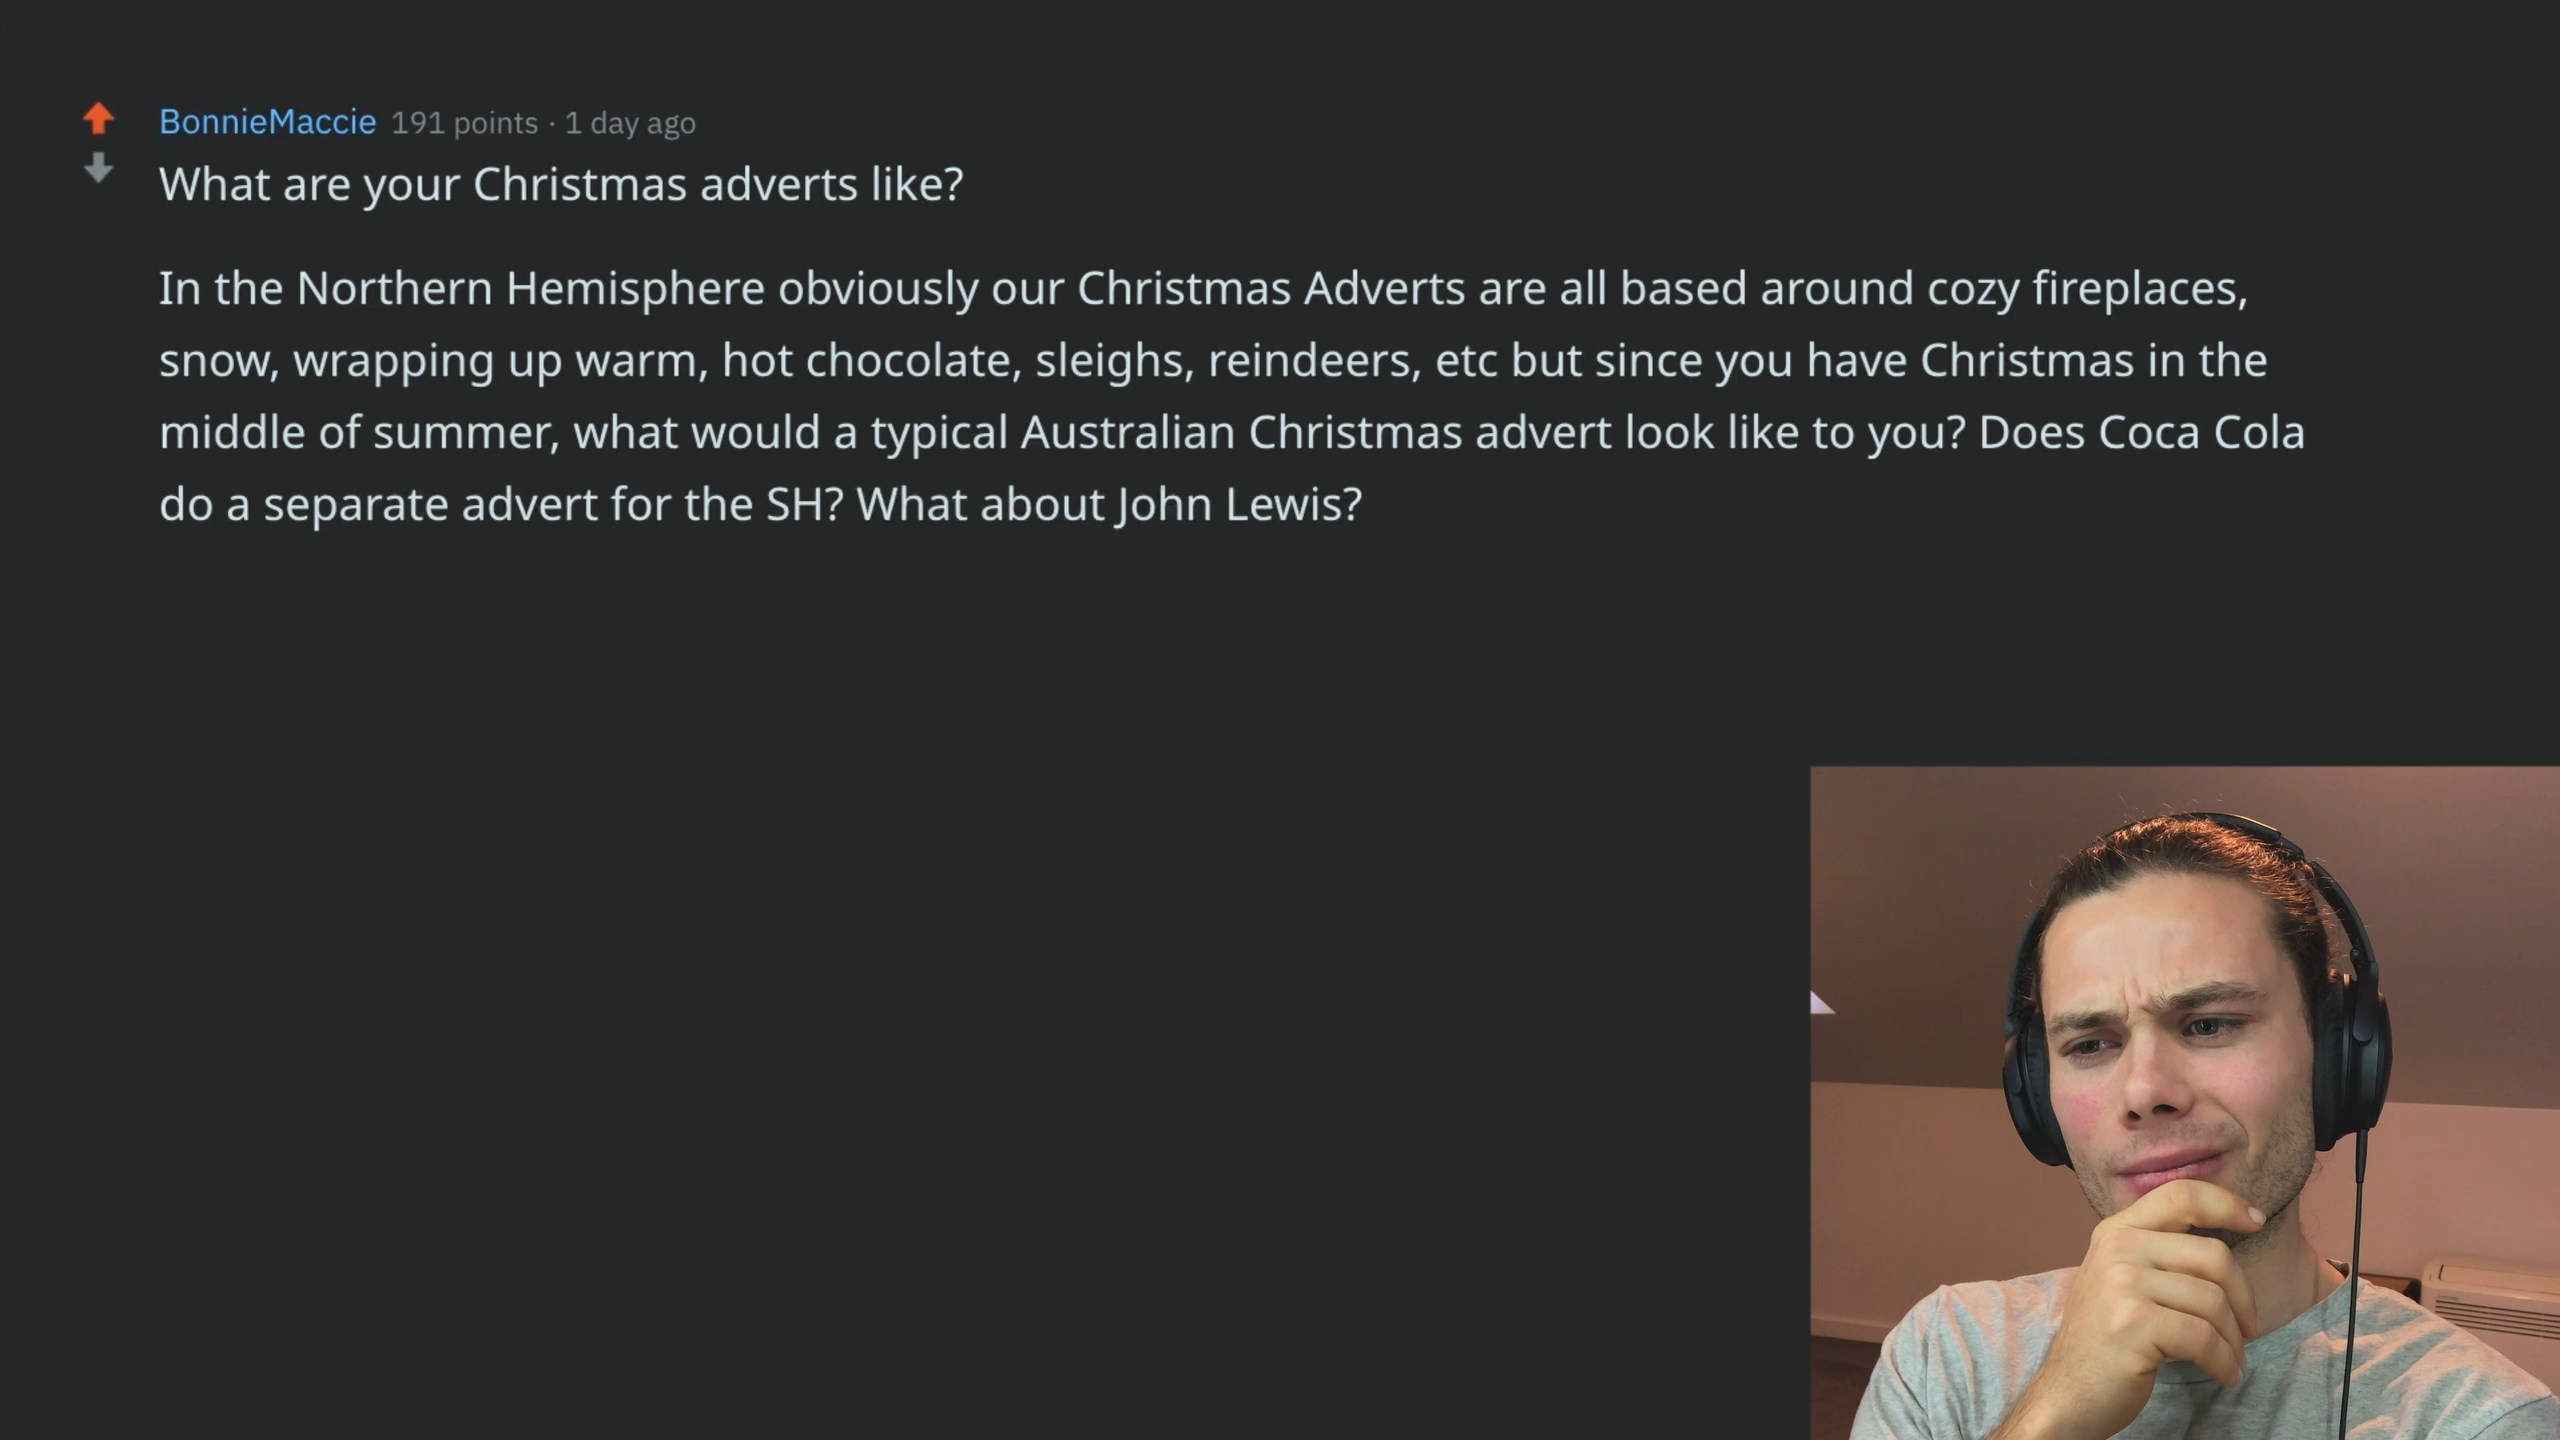 BonnieMaccie 191 points · 1 day ago
What are your Christmas adverts like?
In the Northern Hemisphere obviously our Christmas Adverts are all based around cozy fireplaces,
snow, wrapping up warm, hot chocolate, sleighs, reindeers, etc but since you have Christmas in the
middle of summer, what would a typical Australian Christmas advert look like to you? Does Coca Cola
do a separate advert for the SH? What about John Lewis?